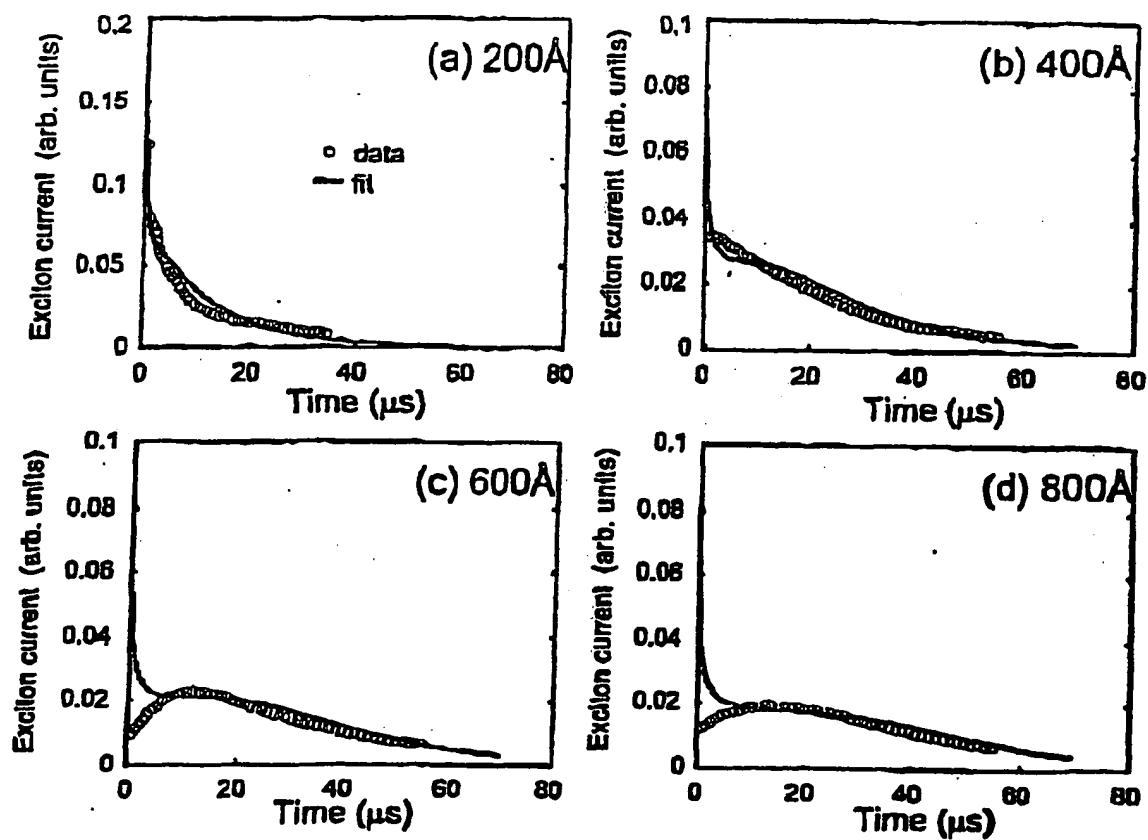 0.2
0.15
0.1
0.05
0
Exciton current (arb. units)
(a) 200Å
data
fit
0 20 40 60 80
Time (μs)
0.1
0.08
0.06
0.04
0.02
0
Exciton current (arb. units)
(b) 400Å
0 20 40 60 80
Time (μs)
0.1
0.08
0.06
0.04
0.02
0
Exciton current (arb. units)
(c) 600Å
0 20 40 60 80
Time (μs)
0.1
0.08
0.06
0.04
0.02
0
Exciton current (arb. units)
(d) 800Å
0 20 40 60 80
Time (μs)